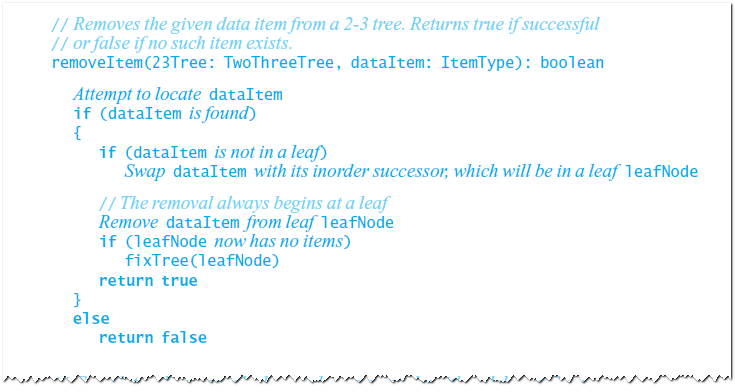 // Removes the given data item from a 2-3 tree. Returns true if successful
// or false if no such item exists.
removeItem(23Tree: TwoThreeTree, dataItem: ItemType): boolean
Attempt to locate dataItem
if (dataItem is found)
{
if (dataItem is not in a leaf)
Swap dataItem with its inorder successor, which will be in a leaf leafNode
// The removal always begins at a leaf
Remove dataItem from leaf leafNode
if (leafNode now has no items)
fixTree(leafNode)
return true
}
else
return false